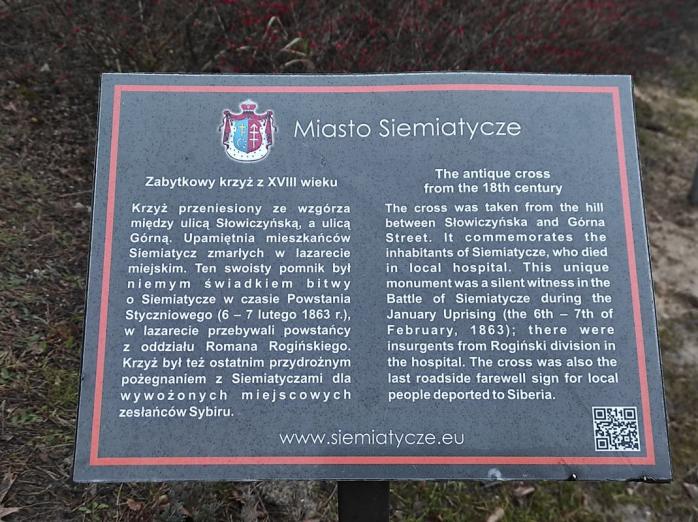 Miasto Siemiatycze
Zabytkowy krzyż z XVIII wieku
Krzyż przeniesiony ze wzgórza
między ulicą Słowiczyńską, a ulicą
Górną. Upamiętnia mieszkańców
Siemiatycz zmarłych w lazarecie
miejskim. Ten swoisty pomnik był
niemym świadkiem bitwy
o Siemiatycze w czasie Powstania
Styczniowego (6 – 7 lutego 1863 r.),
w lazarecie przebywali powstańcy
z oddziału Romana Rogińskiego.
Krzyż był też ostatnim przydrożnym
pożegnaniem z Siemiatyczami dla
wywożonych miejscowych
zesłańców Sybiru.
The antique cross
from the 18th century
The cross was taken from the hill
between Słowiczyńska and Górna
Street. It commemorates the
inhabitants of Siemiatycze, who died
in local hospital. This unique
monument was a silent witness in the
Battle of Siemiatycze during the
January Uprising (the 6th – 7th of
February, 1863); there were
insurgents from Rogiński division in
the hospital. The cross was also the
last roadside farewell sign for local
people deported to Siberia.
www.siemiatycze.eu